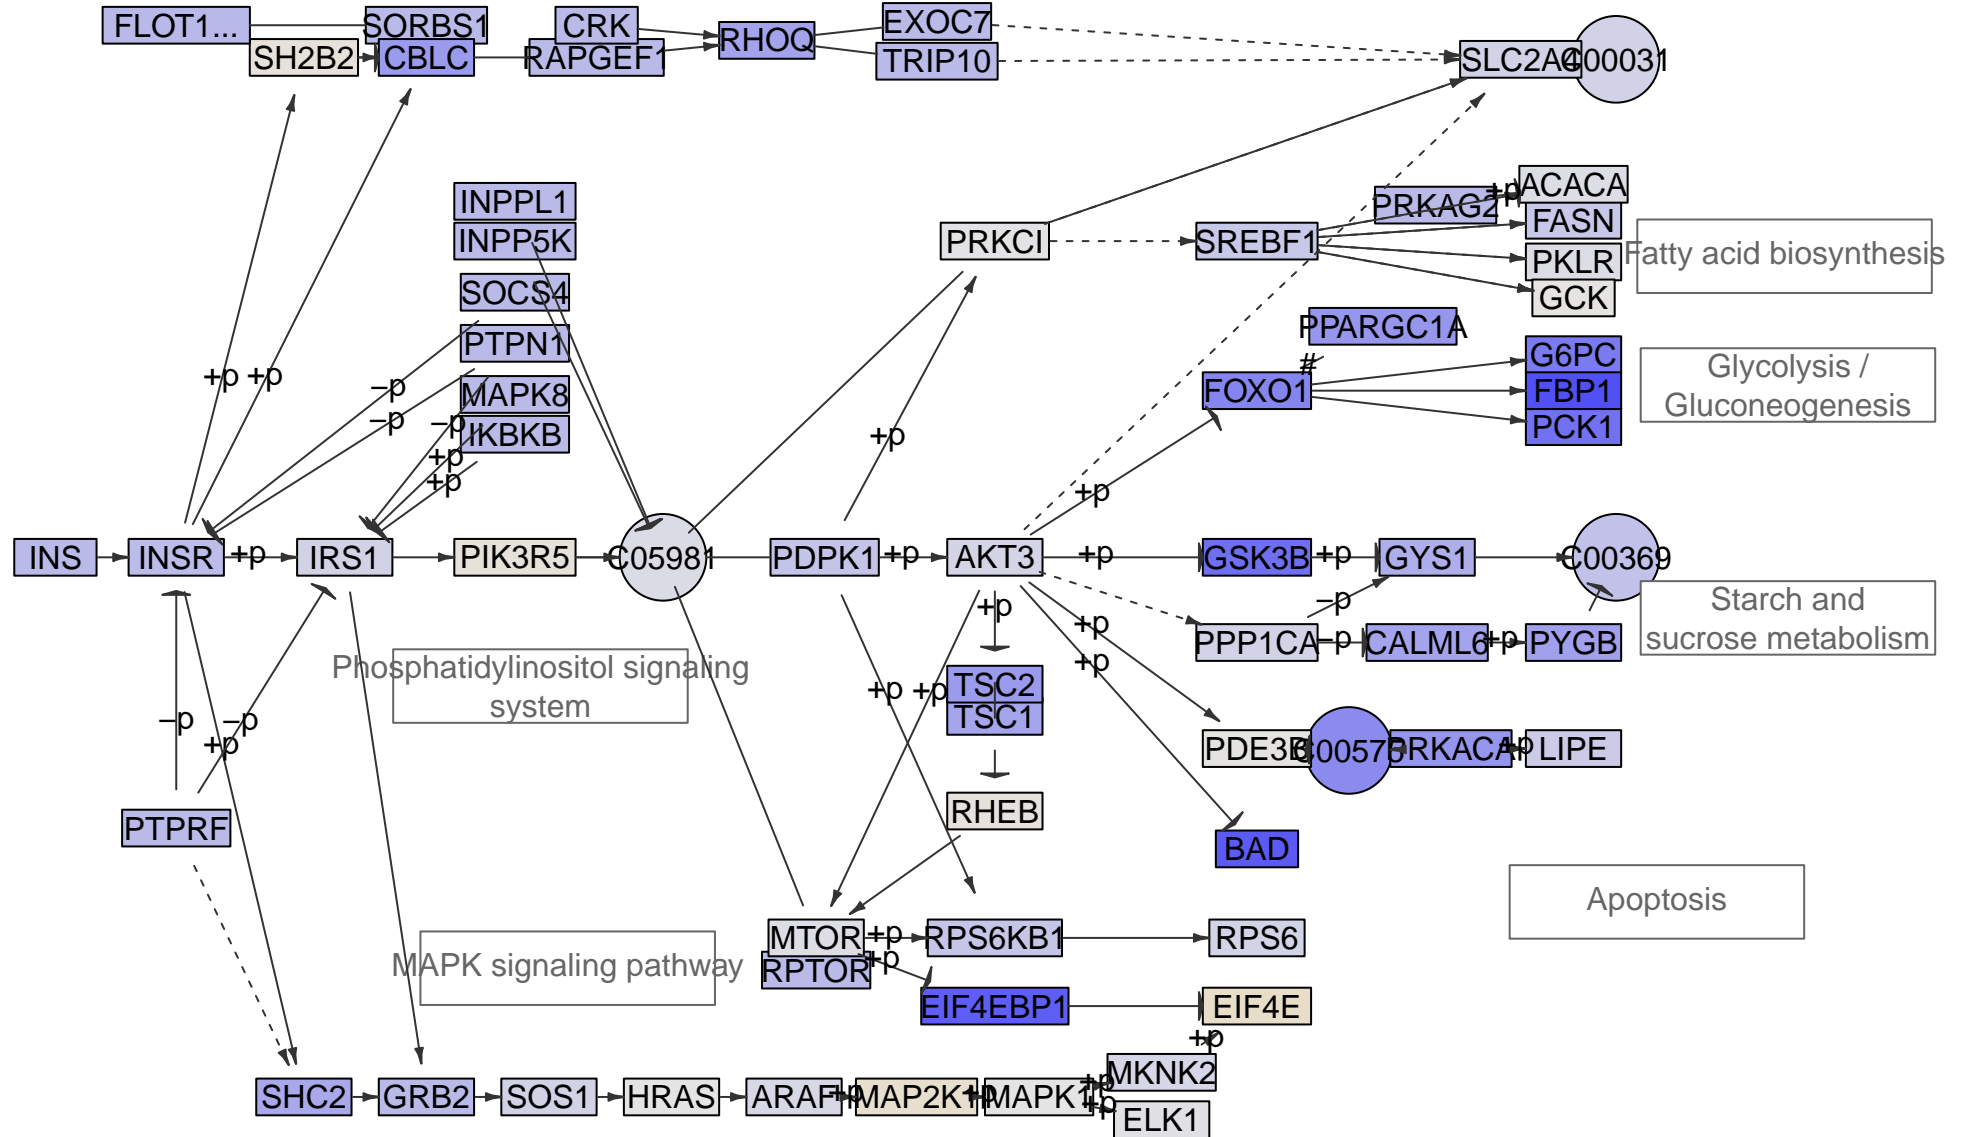 FLOT1...
SORBS1
CRK
EXOC7
SH2B2
CBLC
RAPGEF1
RHOQ
TRIP10
SLC2A4
C00031
INPPL1
INPP5K
SOCS4
PTPN1
MAPK8
IKBKB
PRKCI
SREBF1
PRKAG2
+p
ACACA
FASN
PKLR
GCK
Fatty acid biosynthesis
PPARGC1A
#
FOXO1
G6PC
FBP1
PCK1
Glycolysis /
Gluconeogenesis
+p
+p
−p
−p
−p
+p
+p
+p
+p
INS
INSR
+p
IRS1
PIK3R5
C05981
PDPK1
+p
AKT3
+p
GSK3B
+p
GYS1
C00369
+p
+p
−p
PPP1CA
−p
CALML6
+p
PYGB
Starch and
sucrose metabolism
Phosphatidylinositol signaling
system
+p
+p
+p
TSC2
TSC1
−p
−p
+p
PDE3B
C00575
PRKACA
+p
LIPE
PTPRF
RHEB
BAD
Apoptosis
MTOR
+p
RPS6KB1
RPS6
RPTOR
+p
MAPK signaling pathway
EIF4EBP1
EIF4E
+p
SHC2
GRB2
SOS1
HRAS
ARAF
+p
MAP2K1
+p
MAPK1
+p
+p
MKNK2
ELK1